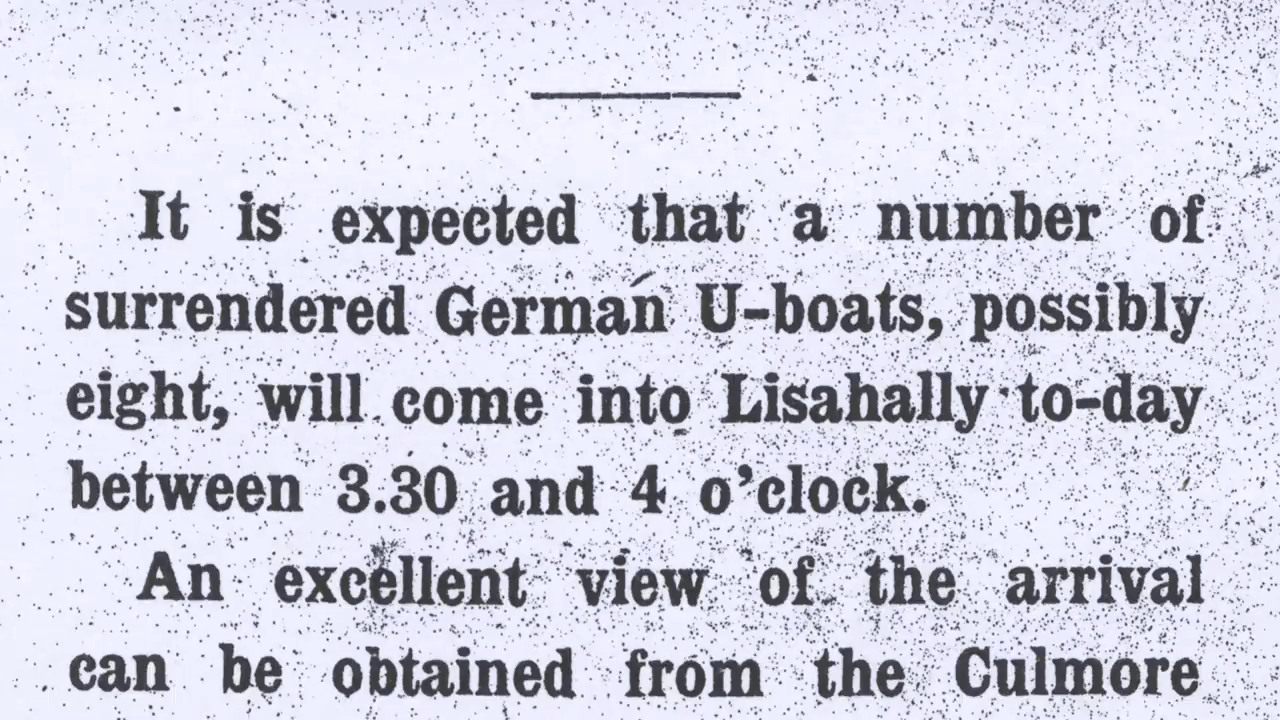 It is expected that a number of
surrendered German U-boats, possibly
eight, will come into Lisahally to-day
between 3.30 and 4 o'clock.
An excellent view of the arrival
can be obtained from the Culmore